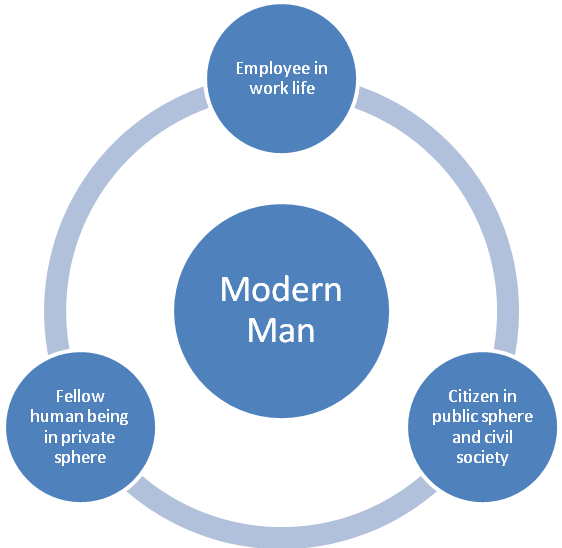 Employee in
work life
Modern
Man
Fellow
human being
in private
sphere
Citizen in
public sphere
and civil
society